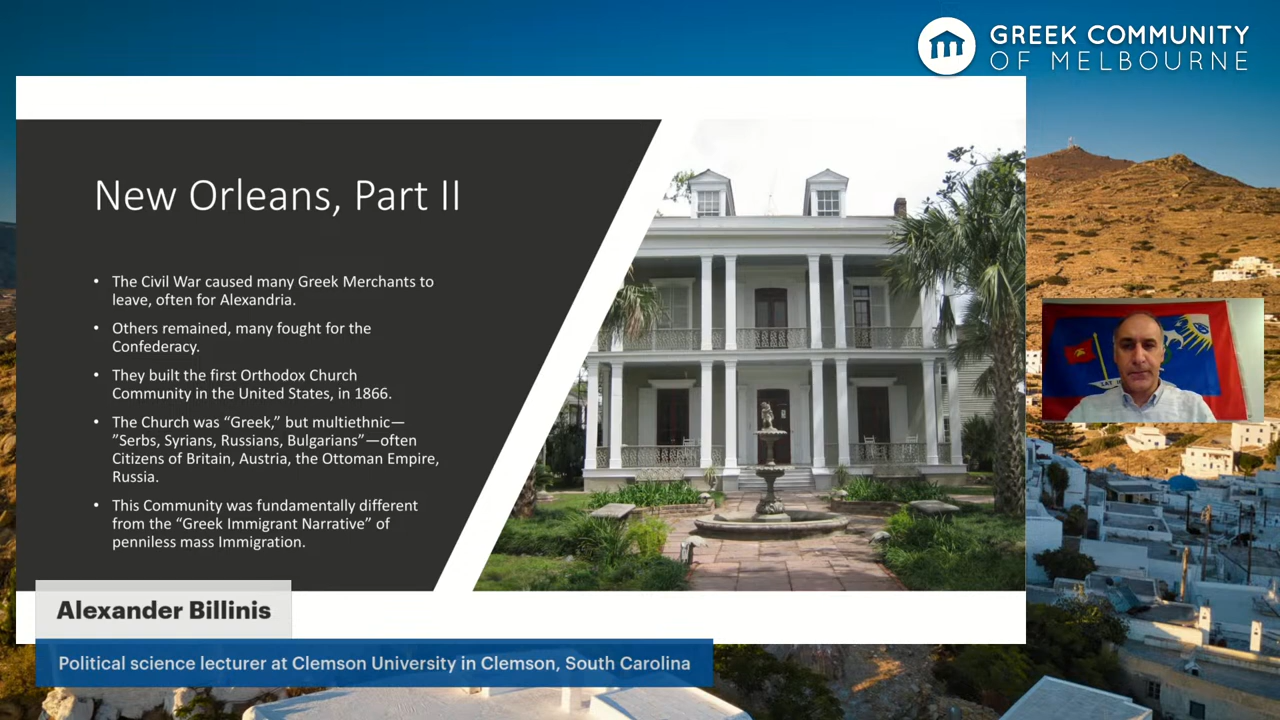 GREEK COMMUNITY
OF MELBOURNE
New Orleans, Part II
• The Civil War caused many Greek Merchants to
leave, often for Alexandria.
• Others remained, many fought for the
Confederacy.
• They built the first Orthodox Church
Community in the United States, in 1866.
• The Church was “Greek,” but multiethnic—
”Serbs, Syrians, Russians, Bulgarians”—often
Citizens of Britain, Austria, the Ottoman Empire,
Russia.
• This Community was fundamentally different
from the “Greek Immigrant Narrative” of
penniless mass Immigration.
Alexander Billinis
Political science lecturer at Clemson University in Clemson, South Carolina